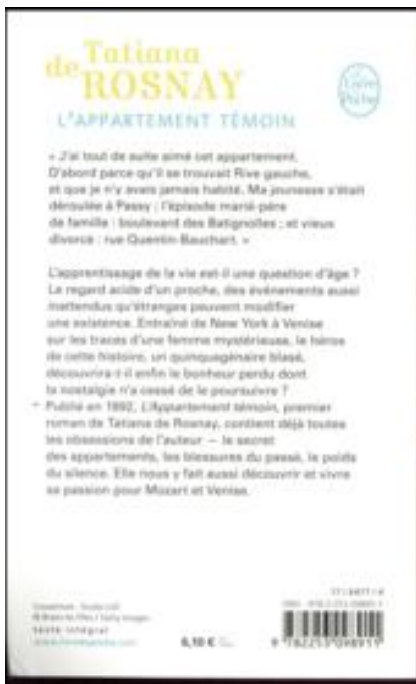 Tatiana
de ROSNAY
L'APPARTEMENT TÉMOIN
Le Livre
de Poche
« J'ai tout de suite aimé cet appartement.
D'abord parce qu'il se trouvait Rive gauche,
et que je n'y avais jamais habité. Ma jeunesse s'était
déroulée à Passy ; l'épisode marié-père
de famille : boulevard des Batignolles ; et vieux
divorcé : rue Quentin-Bauchart. »
L'apprentissage de la vie est-il une question d'âge ?
Le regard acide d'un proche, des événements aussi
inattendus qu'étranges peuvent modifier
une existence. Entraîné de New York à Venise
sur les traces d'une femme mystérieuse, le héros
de cette histoire, un quinquagénaire blasé,
découvrira-t-il enfin le bonheur perdu dont
la nostalgie n'a cessé de le poursuivre ?
Publié en 1992, L'Appartement témoin, premier
roman de Tatiana de Rosnay, contient déjà toutes
les obsessions de l'auteur — le secret
des appartements, les blessures du passé, le poids
du silence. Elle nous y fait aussi découvrir et vivre
sa passion pour Mozart et Venise.
texte intégral
6,10 €
9 782253 098911